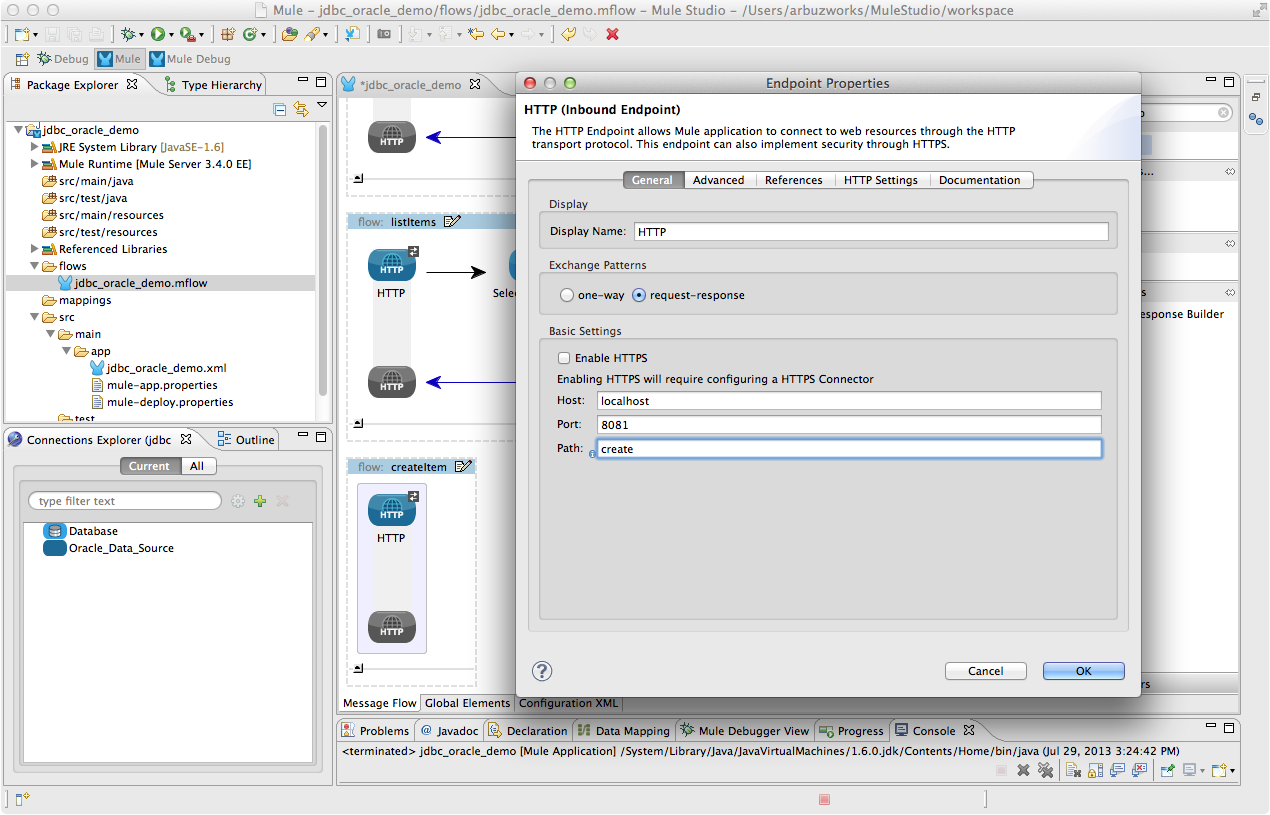 Mule – jdbc_oracle_demo/flows/jdbc_oracle_demo.mflow – Mule Studio – /Users/arbuzworks/MuleStudio/workspace
Debug Mule Mule Debug
Package Explorer Type Hierarchy
jdbc_oracle_demo
JRE System Library [JavaSE-1.6]
Mule Runtime [Mule Server 3.4.0 EE]
src/main/java
src/test/java
src/main/resources
src/test/resources
Referenced Libraries
flows
jdbc_oracle_demo.mflow
mappings
src
main
app
jdbc_oracle_demo.xml
mule-app.properties
mule-deploy.properties
test
Connections Explorer (jdbc Outline
Current All
type filter text
Database
Oracle_Data_Source
*jdbc_oracle_demo
HTTP
flow: listItems
HTTP
HTTP
Sele
HTTP
flow: createItem
HTTP
HTTP
HTTP
Message Flow Global Elements Configuration XML
Endpoint Properties
HTTP (Inbound Endpoint)
The HTTP Endpoint allows Mule application to connect to web resources through the HTTP
transport protocol. This endpoint can also implement security through HTTPS.
General Advanced References HTTP Settings Documentation
Display
Display Name: HTTP
Exchange Patterns
one-way request-response
Basic Settings
Enable HTTPS
Enabling HTTPS will require configuring a HTTPS Connector
Host: localhost
Port: 8081
Path: create
? Cancel OK
...
s
esponse Builder
rs
Problems @ Javadoc Declaration Data Mapping Mule Debugger View Progress Console
<terminated> jdbc_oracle_demo [Mule Application] /System/Library/Java/JavaVirtualMachines/1.6.0.jdk/Contents/Home/bin/java (Jul 29, 2013 3:24:42 PM)